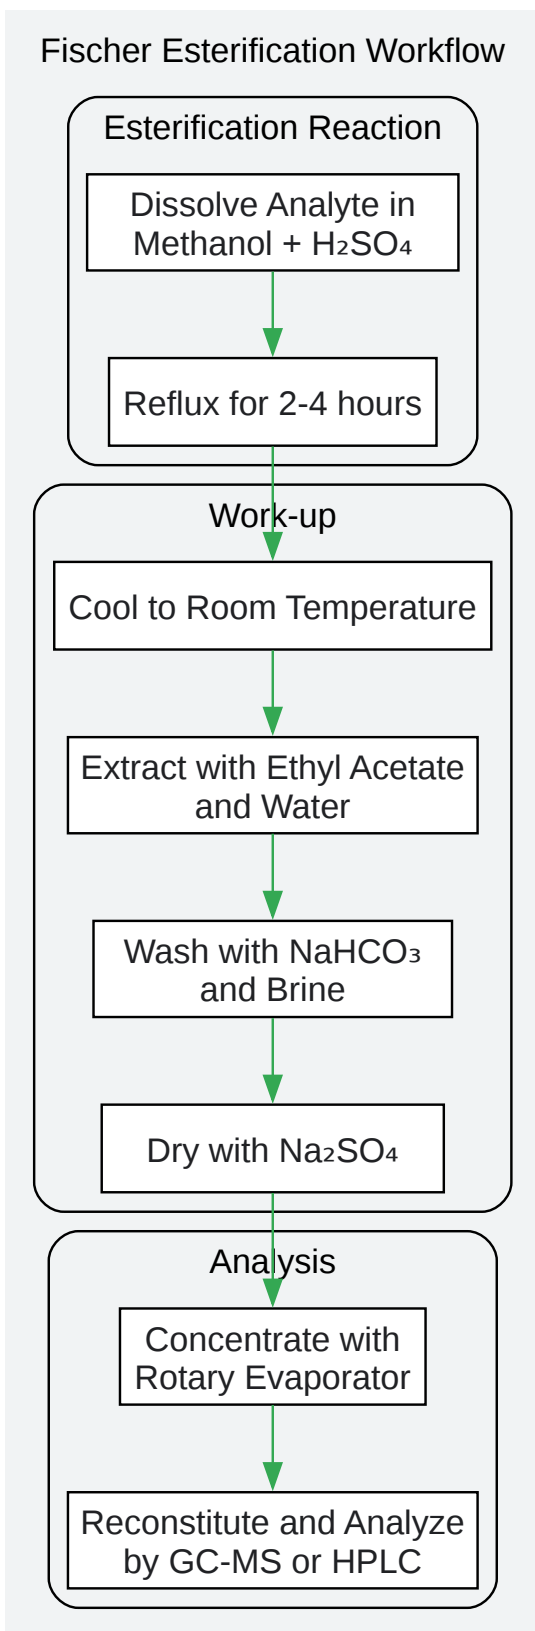 Fischer Esterification Workflow
Esterification Reaction
Dissolve Analyte in
Methanol + H₂SO₄
Reflux for 2-4 hours
Work-up
Cool to Room Temperature
Extract with Ethyl Acetate
and Water
Wash with NaHCO₃
and Brine
Dry with Na₂SO₄
Analysis
Concentrate with
Rotary Evaporator
Reconstitute and Analyze
by GC-MS or HPLC